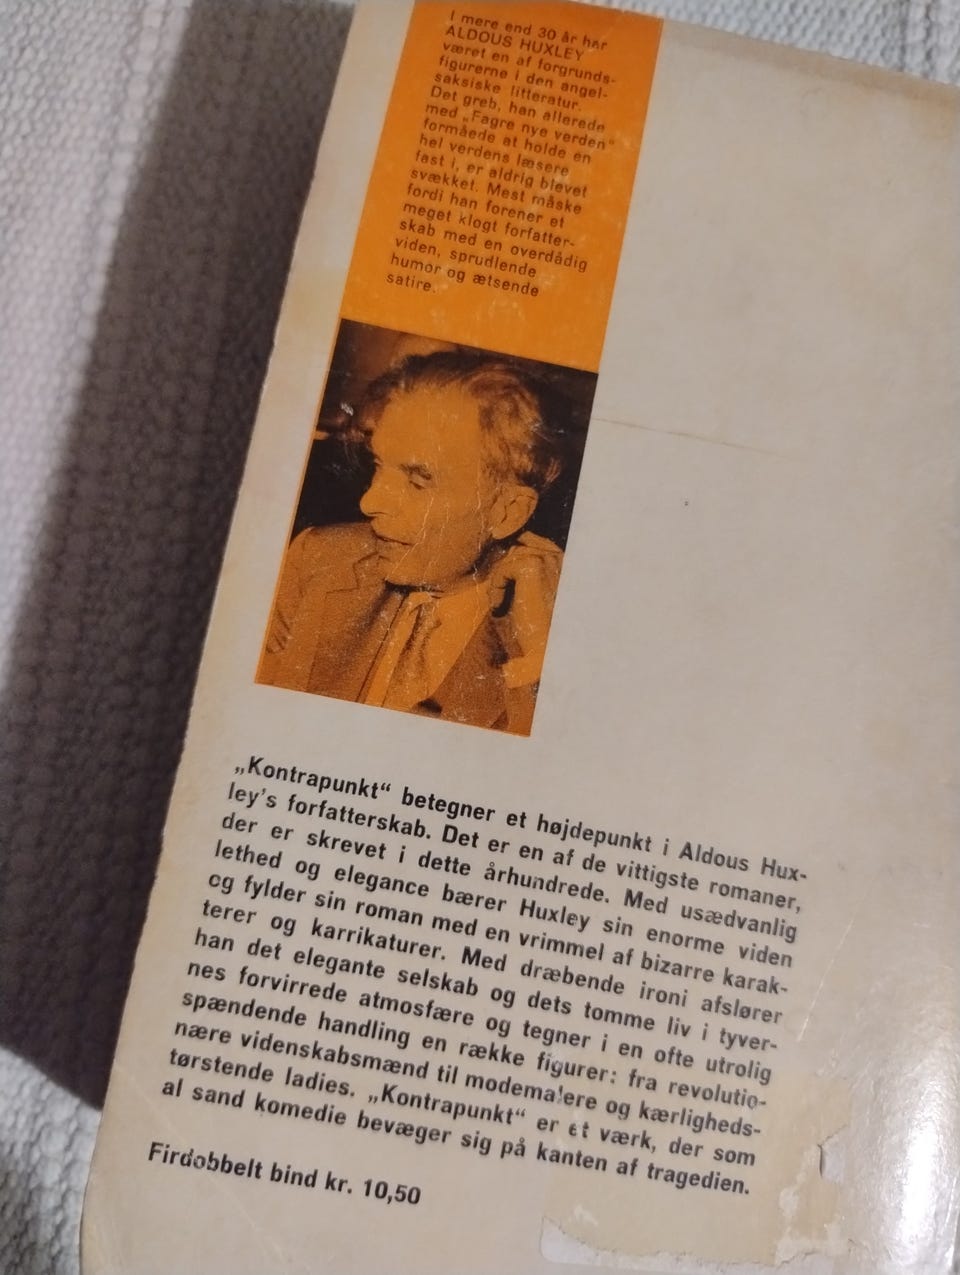 I mere end 30 år har
ALDOUS HUXLEY
været en af forgrunds-
figurerne i den angel-
saksiske litteratur.
Det greb, han allerede
med „Fagre nye verden“
formåede at holde en
hel verdens læsere
fast i, er aldrig blevet
svækket. Mest måske
fordi han forener et
meget klogt forfatter-
skab med en overdådig
viden, sprudlende
humor og ætsende
satire.
„Kontrapunkt“ betegner et højdepunkt i Aldous Hux-
ley's forfatterskab. Det er en af de vittigste romaner,
der er skrevet i dette århundrede. Med usædvanlig
lethed og elegance bærer Huxley sin enorme viden
og fylder sin roman med en vrimmel af bizarre karak-
terer og karrikaturer. Med dræbende ironi afslører
han det elegante selskab og dets tomme liv i tyver-
nes forvirrede atmosfære og tegner i en ofte utrolig
spændende handling en række figurer: fra revolutio-
nære videnskabsmænd til modemalere og kærligheds-
tørstende ladies. „Kontrapunkt“ er et værk, der som
al sand komedie bevæger sig på kanten af tragedien.
Firdobbelt bind kr. 10,50